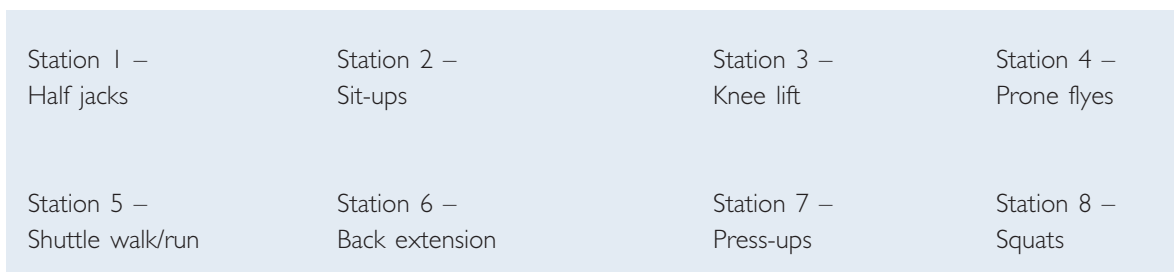 Station 1 –
Half jacks
Station 2 –
Sit-ups
Station 3 –
Knee lift
Station 4 –
Prone flyes
Station 5 –
Shuttle walk/run
Station 6 –
Back extension
Station 7 –
Press-ups
Station 8 –
Squats